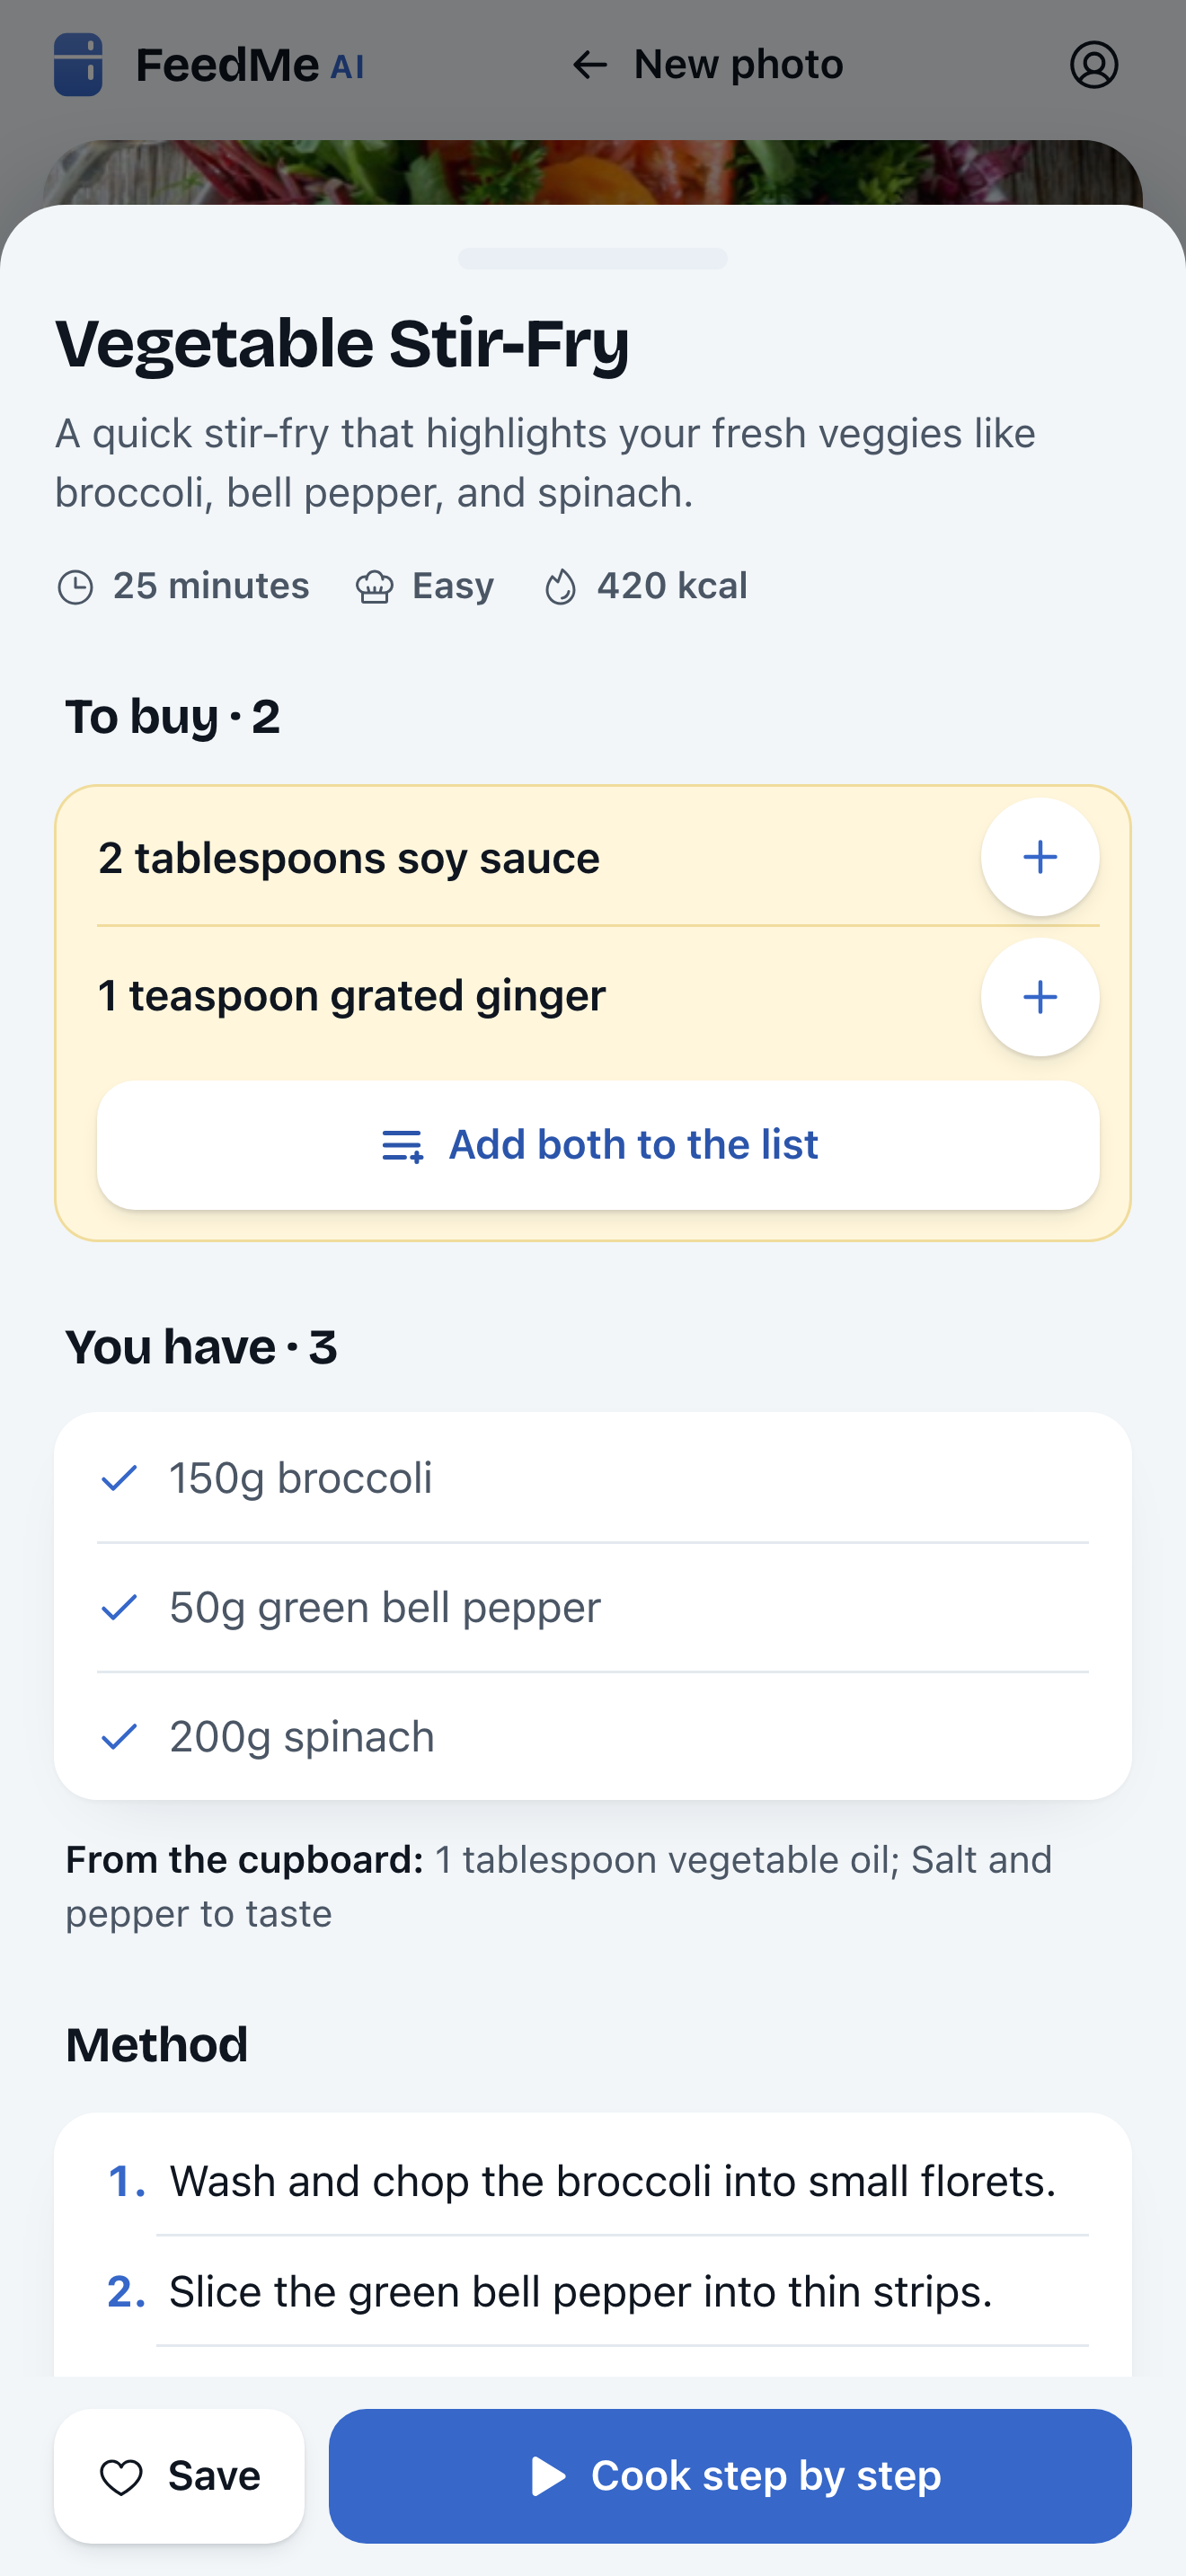 FeedMe AI
New photo
Vegetable Stir-Fry
A quick stir-fry that highlights your fresh veggies like
broccoli, bell pepper, and spinach.
25 minutes Easy 420 kcal
To buy · 2
2 tablespoons soy sauce
1 teaspoon grated ginger
Add both to the list
You have · 3
150g broccoli
50g green bell pepper
200g spinach
From the cupboard: 1 tablespoon vegetable oil; Salt and
pepper to taste
Method
1. Wash and chop the broccoli into small florets.
2. Slice the green bell pepper into thin strips.
Save
Cook step by step